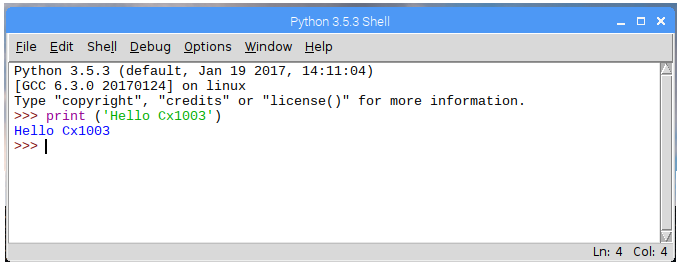 Python 3.5.3 Shell
File Edit Shell Debug Options Window Help
Python 3.5.3 (default, Jan 19 2017, 14:11:04)
[GCC 6.3.0 20170124] on linux
Type "copyright", "credits" or "license()" for more information.
>>> print ('Hello Cx1003')
Hello Cx1003
>>>
Ln: 4 Col: 4